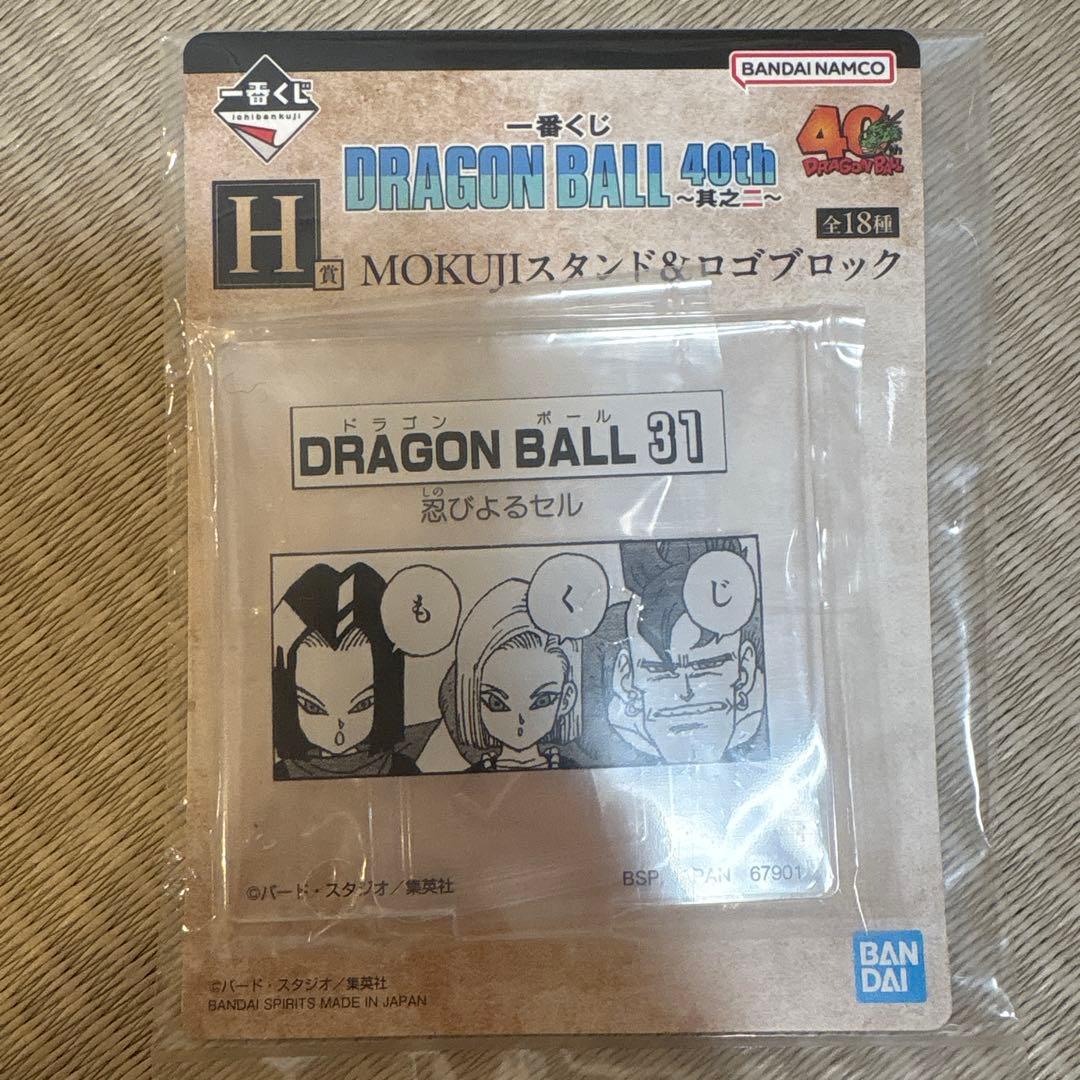 一番くじ
ichibankuji
BANDAI NAMCO
一番くじ
DRAGON BALL 40th
～其之二～
40th
DRAGON BALL
全18種
H賞
MOKUJIスタンド&ロゴブロック
ドラゴン ボール
DRAGON BALL 31
しの
忍びよるセル
も
く
じ
©バード・スタジオ／集英社
BSP, JAPAN 67901
©バード・スタジオ／集英社
BANDAI SPIRITS MADE IN JAPAN
BAN
DAI